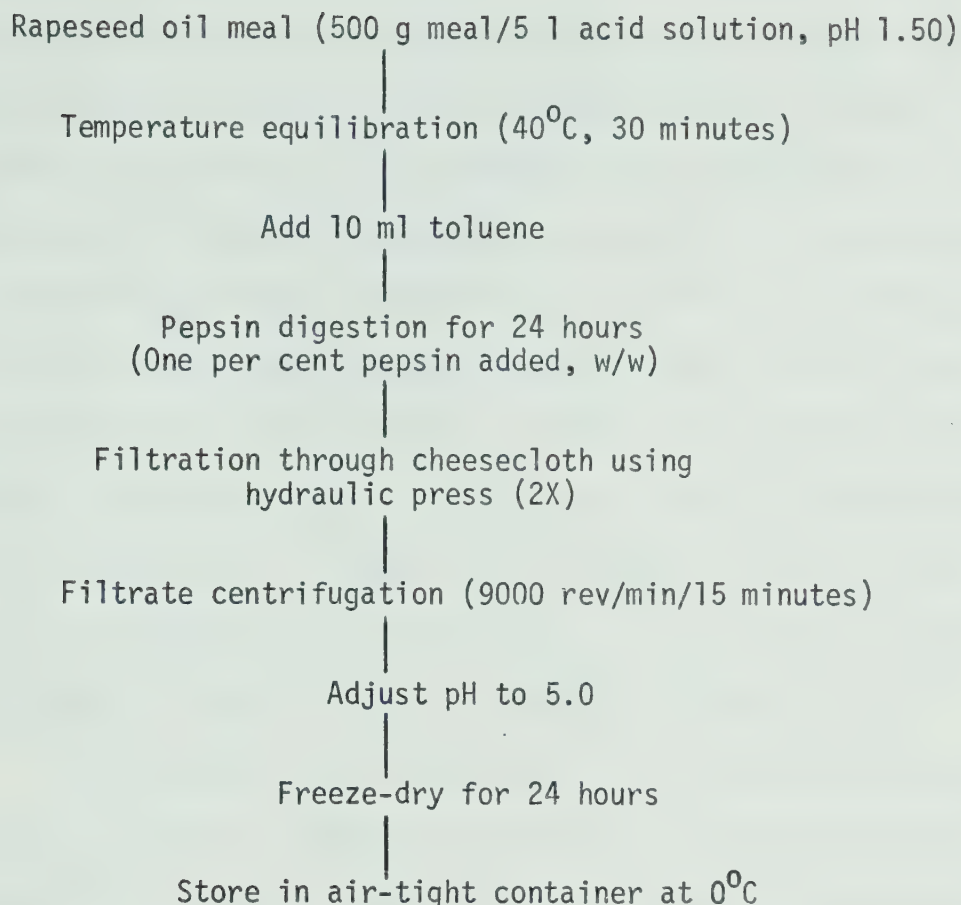 Rapeseed oil meal (500 g meal/5 l acid solution, pH 1.50)
Temperature equilibration (40°C, 30 minutes)
Add 10 ml toluene
Pepsin digestion for 24 hours
(One per cent pepsin added, w/w)
Filtration through cheesecloth using
hydraulic press (2X)
Filtrate centrifugation (9000 rev/min/15 minutes)
Adjust pH to 5.0
Freeze-dry for 24 hours
Store in air-tight container at 0°C